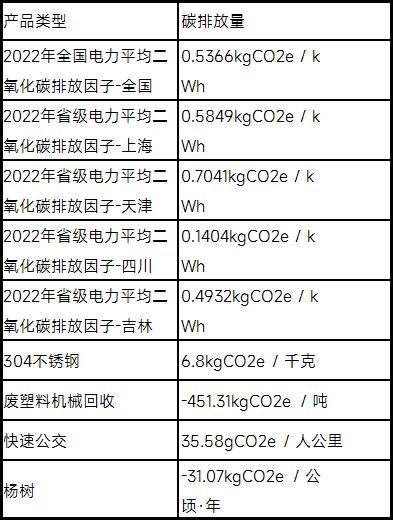 产品类型 碳排放量
2022年全国电力平均二 0.5366kgCO2e / k
氧化碳排放因子-全国 Wh
2022年省级电力平均二 0.5849kgCO2e / k
氧化碳排放因子-上海 Wh
2022年省级电力平均二 0.7041kgCO2e / k
氧化碳排放因子-天津 Wh
2022年省级电力平均二 0.1404kgCO2e / k
氧化碳排放因子-四川 Wh
2022年省级电力平均二 0.4932kgCO2e / k
氧化碳排放因子-吉林 Wh
304不锈钢 6.8kgCO2e / 千克
废塑料机械回收 -451.31kgCO2e / 吨
快速公交 35.58gCO2e / 人公里
杨树 -31.07kgCO2e / 公
顷·年